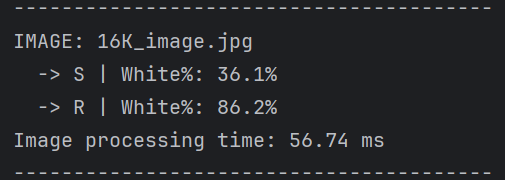 ----------------------------------------
IMAGE: 16K_image.jpg
  -> S | White%: 36.1%
  -> R | White%: 86.2%
Image processing time: 56.74 ms
----------------------------------------